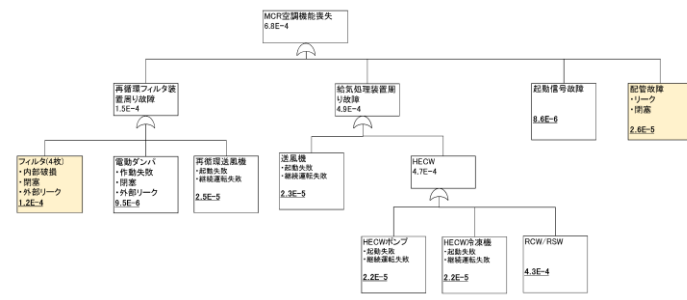 MCR空調機能喪失
6.8E-4
再循環フィルタ装
置周り故障
1.5E-4
給気処理装置周
り故障
4.9E-4
起動信号故障
8.6E-6
配管故障
・リーク
・閉塞
2.6E-5
フィルタ(4枚)
・内部破損
・閉塞
・外部リーク
1.2E-4
電動ダンパ
・作動失敗
・閉塞
・外部リーク
9.5E-6
再循環送風機
・起動失敗
・継続運転失敗
2.5E-5
送風機
・起動失敗
・継続運転失敗
2.3E-5
HECW
4.7E-4
HECWポンプ
・起動失敗
・継続運転失敗
2.2E-5
HECW冷凍機
・起動失敗
・継続運転失敗
2.2E-5
RCW/RSW
4.3E-4